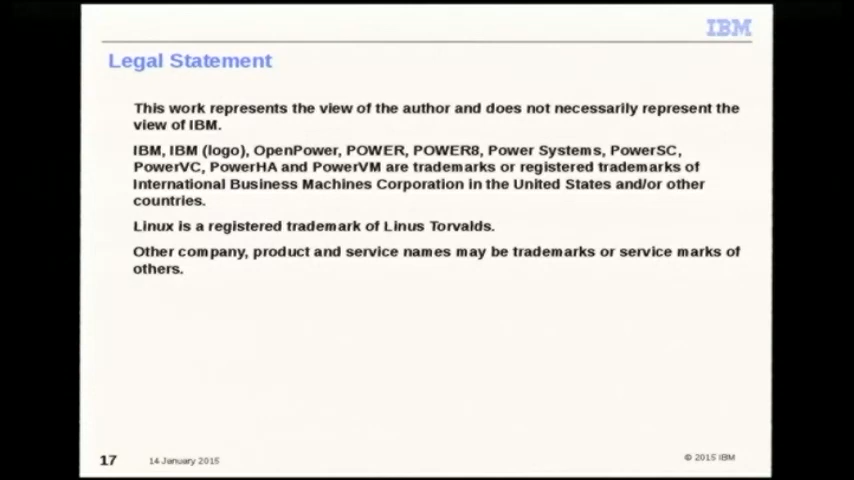 IBM
Legal Statement
This work represents the view of the author and does not necessarily represent the
view of IBM.
IBM, IBM (logo), OpenPower, POWER, POWER8, Power Systems, PowerSC,
PowerVC, PowerHA and PowerVM are trademarks or registered trademarks of
International Business Machines Corporation in the United States and/or other
countries.
Linux is a registered trademark of Linus Torvalds.
Other company, product and service names may be trademarks or service marks of
others.
17
14 January 2015
© 2015 IBM